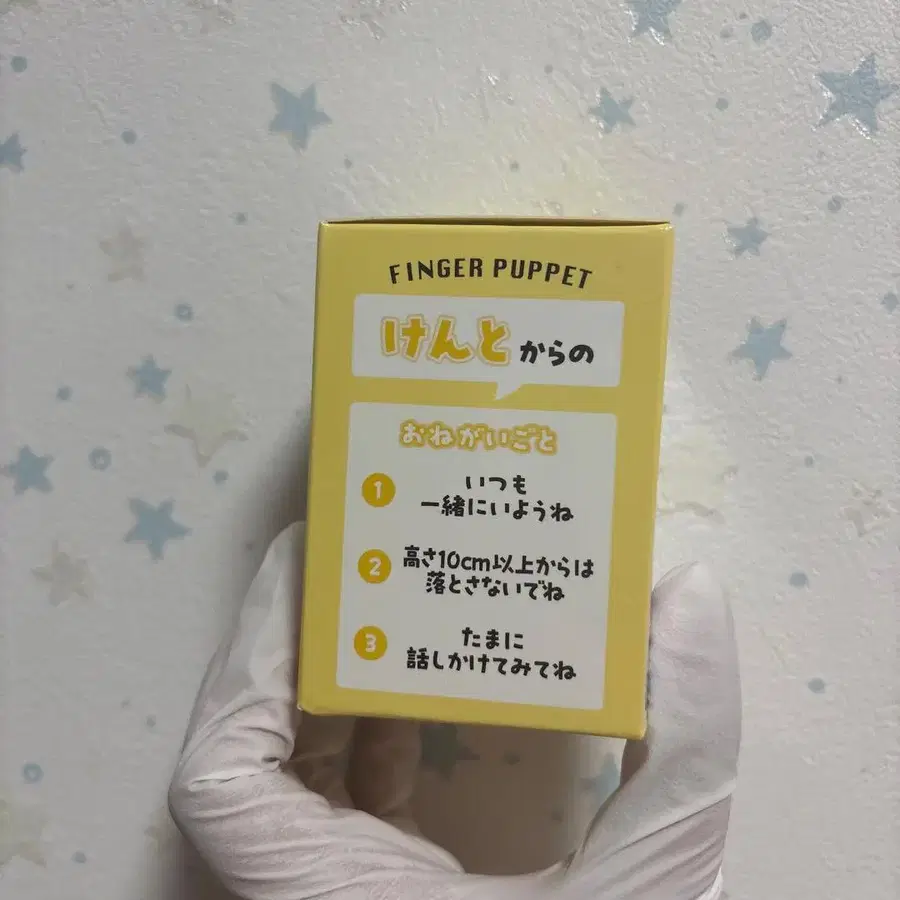 FINGER PUPPET
けんとからの
おねがいごと
1 いつも
一緒にいようね
2 高さ10cm以上からは
落とさないでね
3 たまに
話しかけてみてね